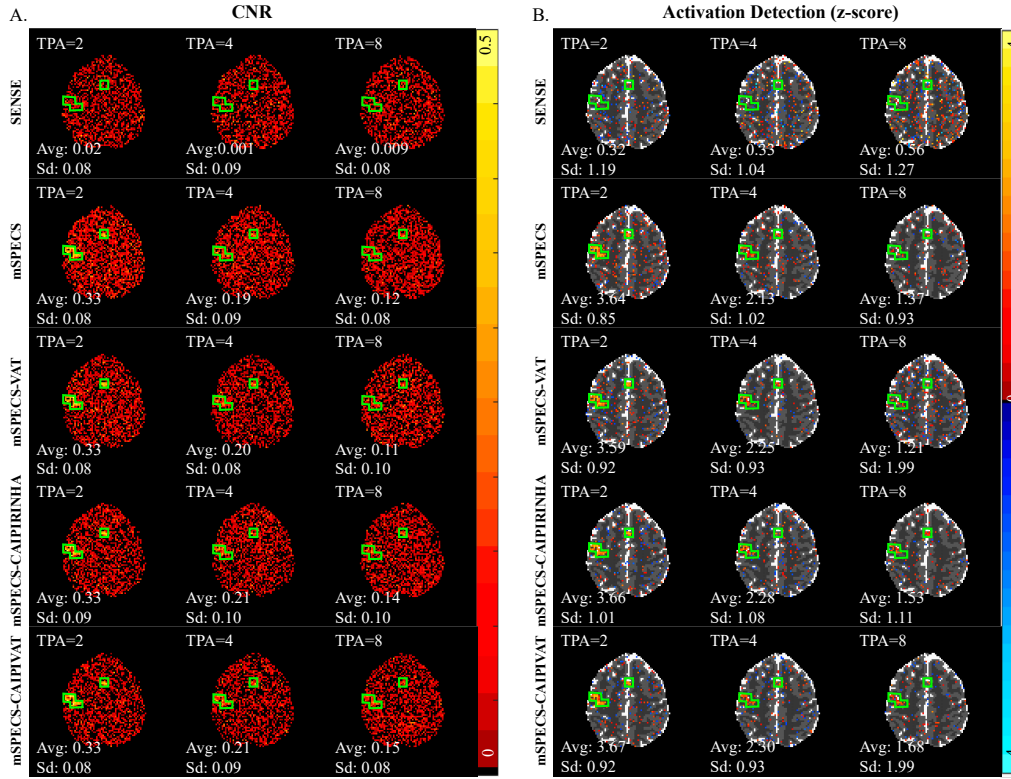 A. CNR
B. Activation Detection (z-score)
SENSE
TPA=2 TPA=4 TPA=8
Avg: 0.02 Avg:0.001 Avg: 0.009
Sd: 0.08 Sd: 0.09 Sd: 0.08
TPA=2 TPA=4 TPA=8
Avg: 0.32 Avg: 0.33 Avg: 0.56
Sd: 1.19 Sd: 1.04 Sd: 1.27
mSPECS
TPA=2 TPA=4 TPA=8
Avg: 0.33 Avg: 0.19 Avg: 0.12
Sd: 0.08 Sd: 0.09 Sd: 0.08
mSPECS
TPA=2 TPA=4 TPA=8
Avg: 3.64 Avg: 2.13 Avg: 1.37
Sd: 0.85 Sd: 1.02 Sd: 0.93
mSPECS-VAT
TPA=2 TPA=4 TPA=8
Avg: 0.33 Avg: 0.20 Avg: 0.11
Sd: 0.08 Sd: 0.08 Sd: 0.10
mSPECS-VAT
TPA=2 TPA=4 TPA=8
Avg: 3.59 Avg: 2.25 Avg: 1.21
Sd: 0.92 Sd: 0.93 Sd: 1.99
mSPECS-CAIPIRINHA
TPA=2 TPA=4 TPA=8
Avg: 0.33 Avg: 0.21 Avg: 0.14
Sd: 0.09 Sd: 0.10 Sd: 0.10
mSPECS-CAIPIRINHA
TPA=2 TPA=4 TPA=8
Avg: 3.66 Avg: 2.28 Avg: 1.53
Sd: 1.01 Sd: 1.08 Sd: 1.11
mSPECS-CAIPIVAT
TPA=2 TPA=4 TPA=8
Avg: 0.33 Avg: 0.21 Avg: 0.15
Sd: 0.08 Sd: 0.09 Sd: 0.08
mSPECS-CAIPIVAT
TPA=2 TPA=4 TPA=8
Avg: 3.67 Avg: 2.30 Avg: 1.68
Sd: 0.92 Sd: 0.93 Sd: 1.99
0.5
0
SENSE